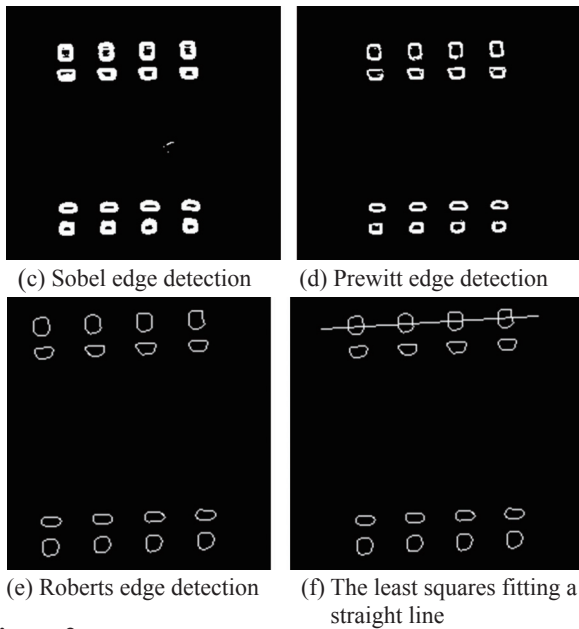 (c) Sobel edge detection
(d) Prewitt edge detection
(e) Roberts edge detection
(f) The least squares fitting a
straight line